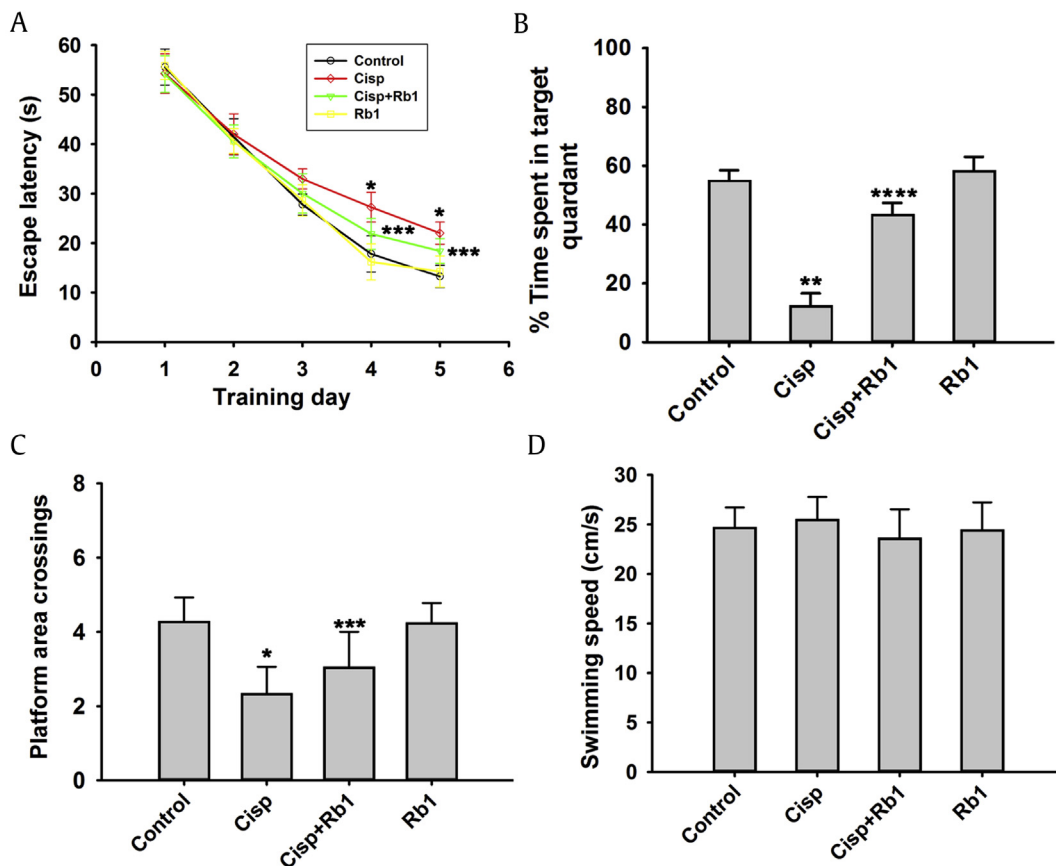 A
60
50
40
30
20
10
0
Escape latency (s)
Control
Cisp
Cisp+Rb1
Rb1
*
*
***
***
0 1 2 3 4 5 6
Training day
B
100
80
60
40
20
0
% Time spent in target
quardant
**
****
Control
Cisp
Cisp+Rb1
Rb1
C
8
6
4
2
0
Platform area crossings
*
***
Control
Cisp
Cisp+Rb1
Rb1
D
30
25
20
15
10
5
0
Swimming speed (cm/s)
Control
Cisp
Cisp+Rb1
Rb1